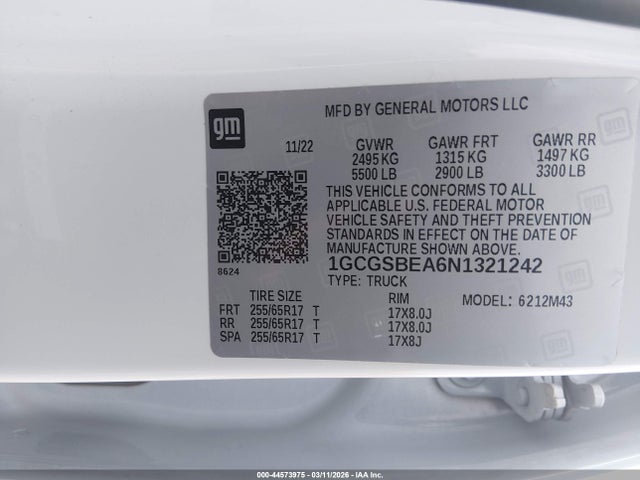 gm
MFD BY GENERAL MOTORS LLC
11/22 GVWR GAWR FRT GAWR RR
2495 KG 1315 KG 1497 KG
5500 LB 2900 LB 3300 LB
THIS VEHICLE CONFORMS TO ALL
APPLICABLE U.S. FEDERAL MOTOR
VEHICLE SAFETY AND THEFT PREVENTION
STANDARDS IN EFFECT ON THE DATE OF
MANUFACTURE SHOWN ABOVE.
8624
1GCGSBEA6N1321242
TYPE: TRUCK
TIRE SIZE RIM MODEL: 6212M43
FRT 255/65R17 T 17X8.0J
RR 255/65R17 T 17X8.0J
SPA 255/65R17 T 17X8J
000-44573975 - 03/11/2026 - IAA, Inc.